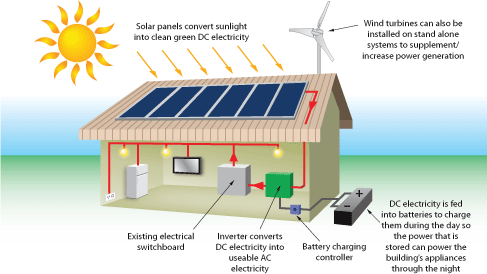 Solar panels convert sunlight
into clean green DC electricity
Wind turbines can also be
installed on stand alone
systems to supplement/
increase power generation
Existing electrical
switchboard
Inverter converts
DC electricity into
useable AC
electricity
Battery charging
controller
DC electricity is fed
into batteries to charge
them during the day so
the power that is
stored can power the
building's appliances
through the night